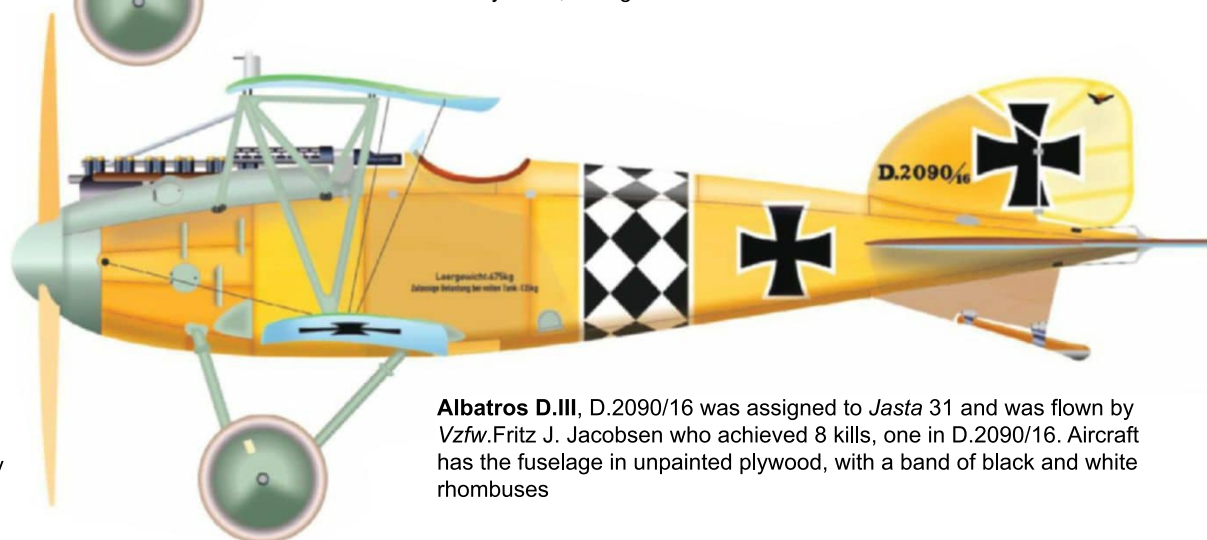 D.2090/16
Leergewicht:675kg
Albatros D.III, D.2090/16 was assigned to Jasta 31 and was flown by
Vzfw.Fritz J. Jacobsen who achieved 8 kills, one in D.2090/16. Aircraft
has the fuselage in unpainted plywood, with a band of black and white
rhombuses